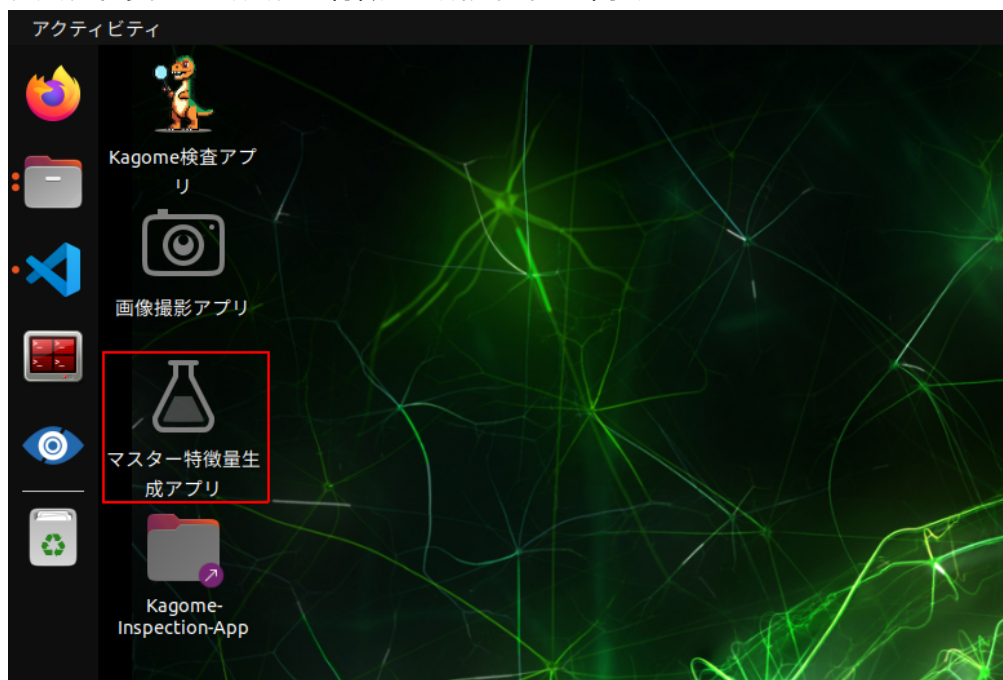 アクティビティ
Kagome検査アプ
リ
画像撮影アプリ
マスター特徴量生
成アプリ
Kagome-
Inspection-App